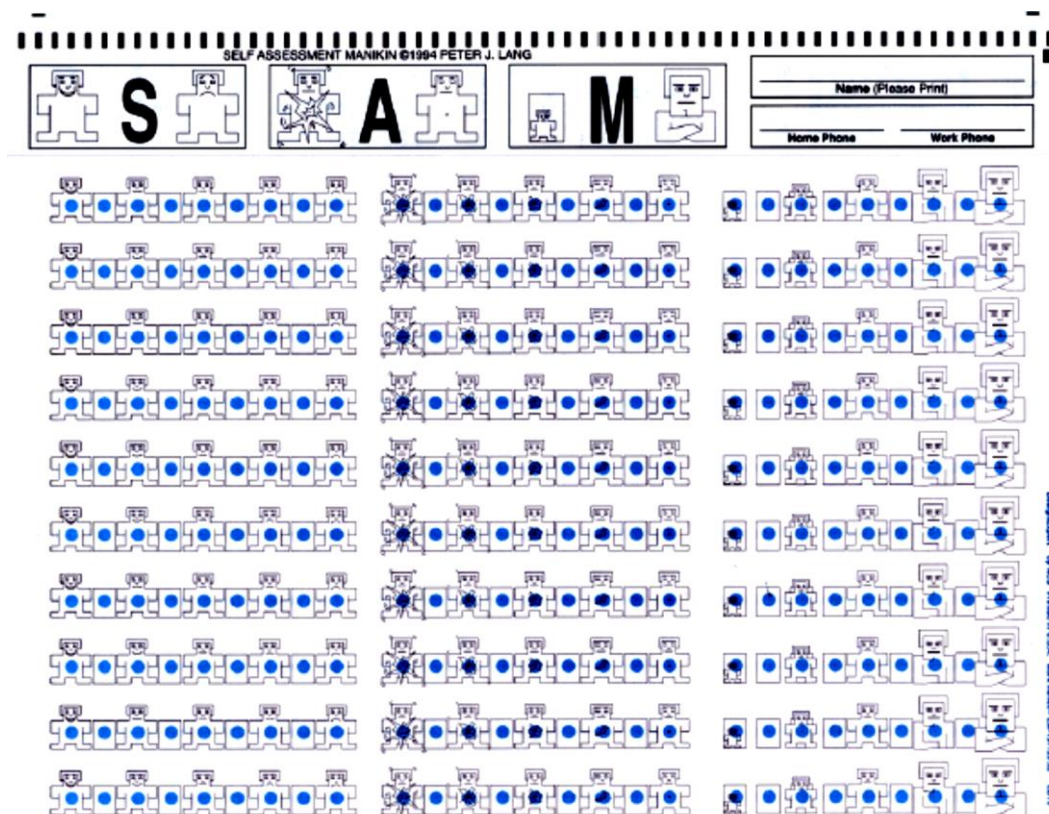 SELF ASSESSMENT MANIKIN ©1994 PETER J. LANG
S A M
Name (Please Print)
Home Phone Work Phone